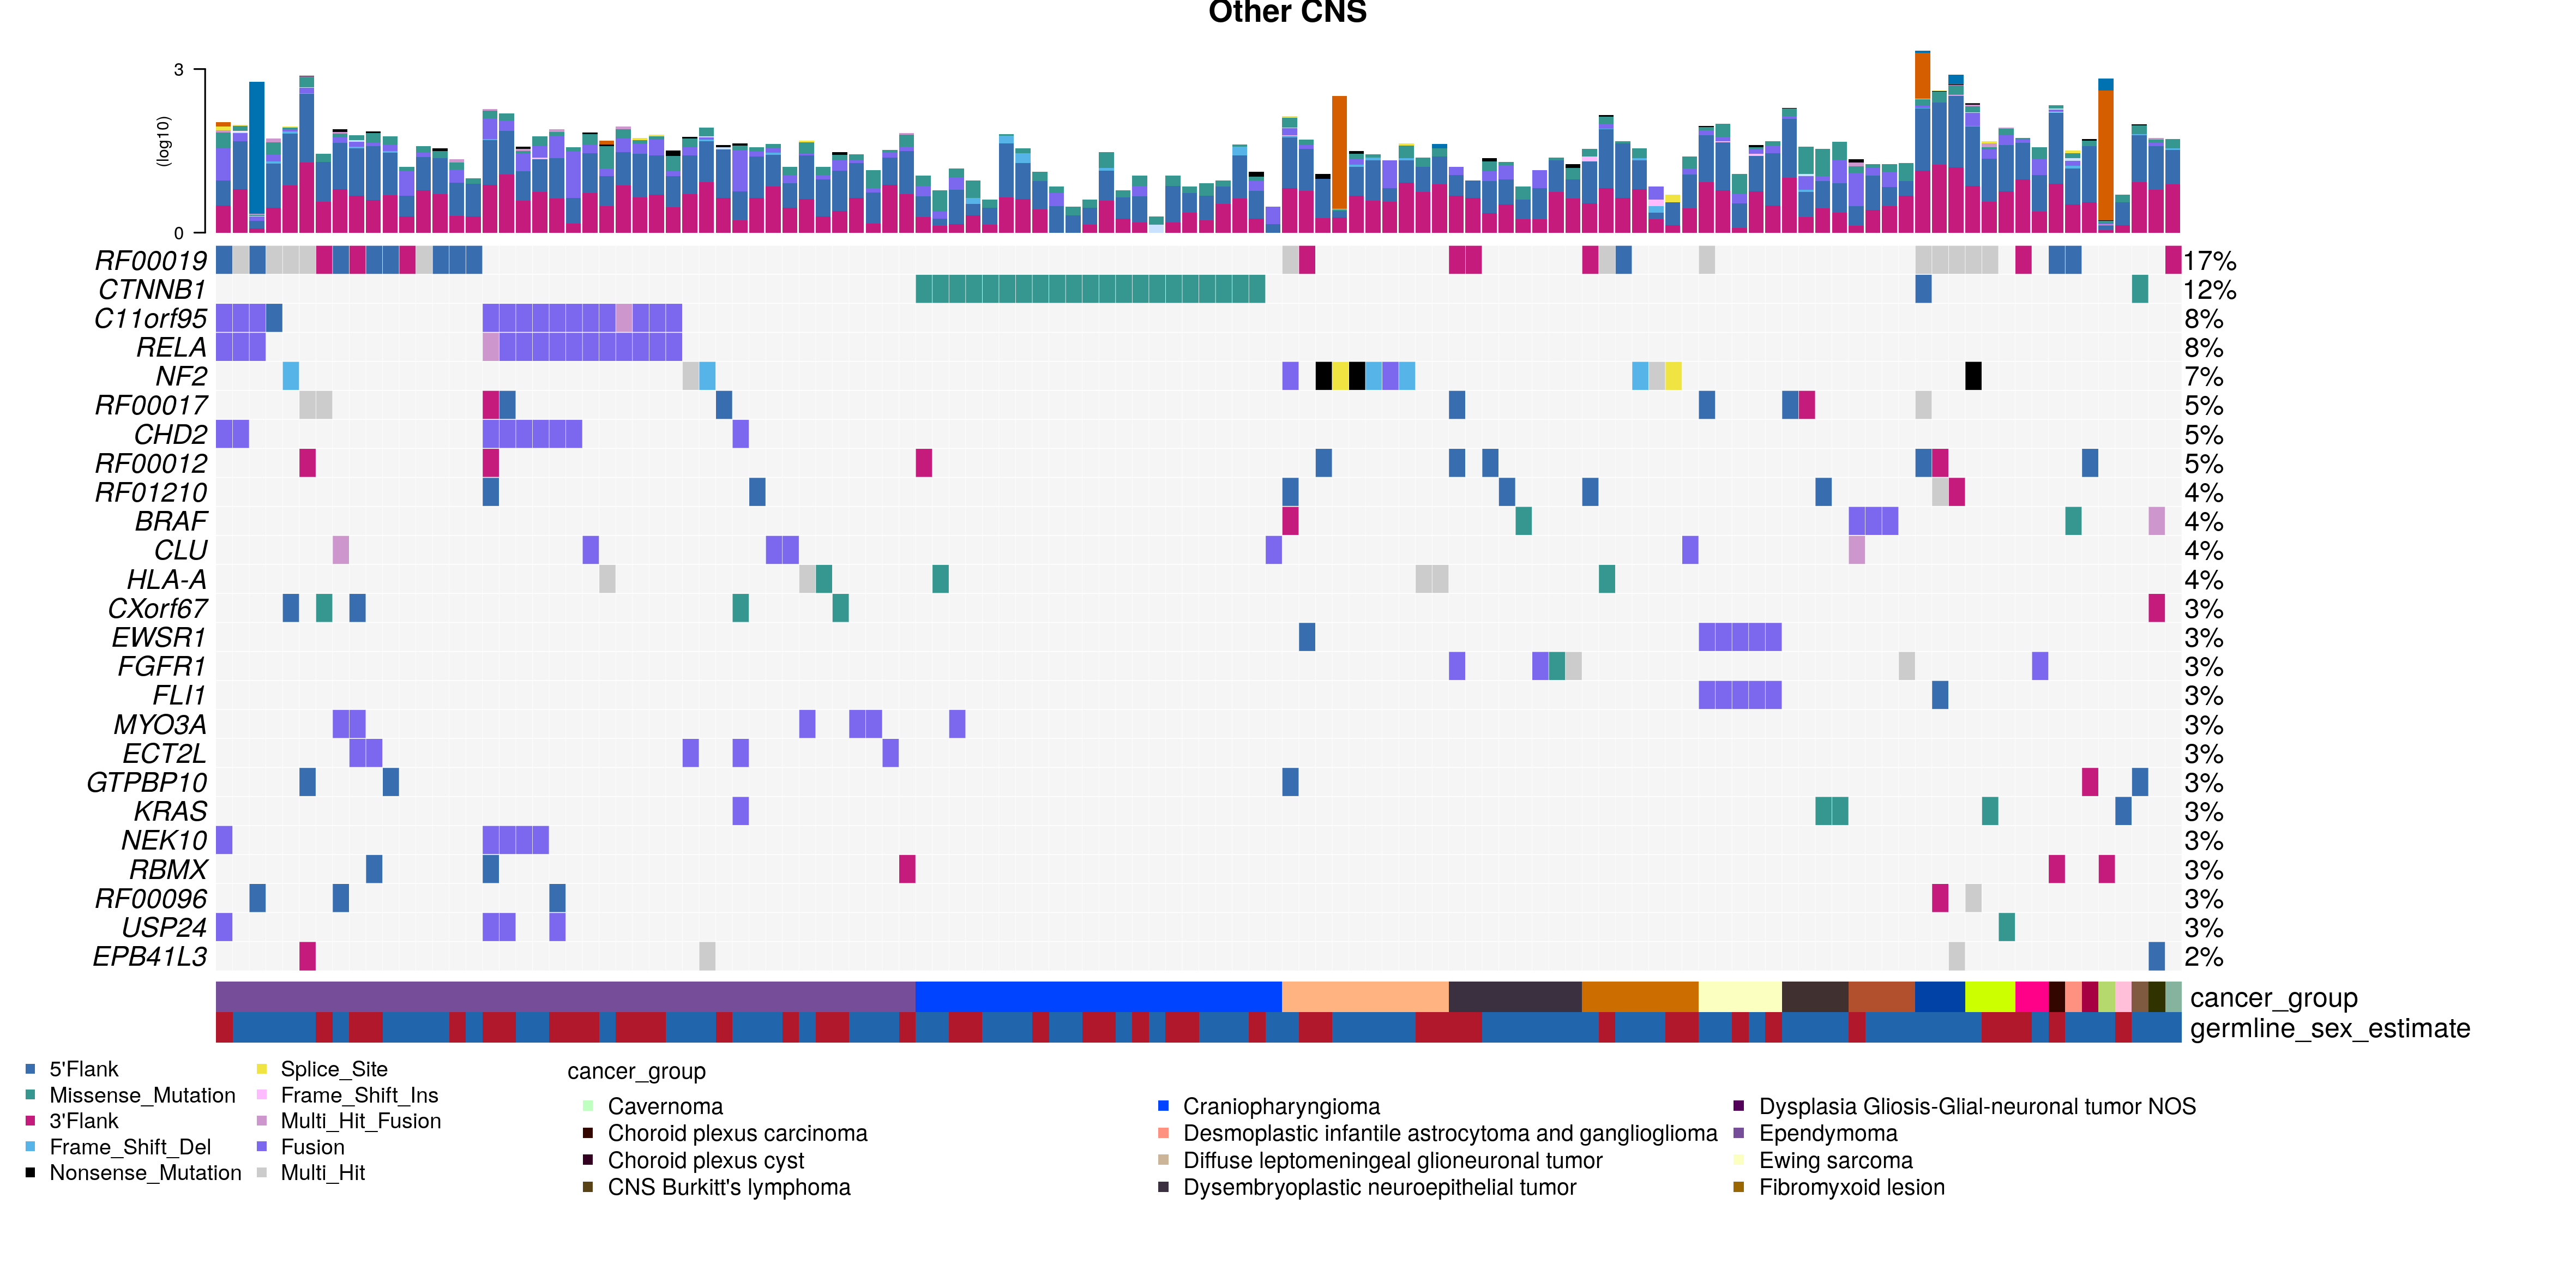 Other CNS
3
(log10)
0
RF00019 17%
CTNNB1 12%
C11orf95 8%
RELA 8%
NF2 7%
RF00017 5%
CHD2 5%
RF00012 5%
RF01210 4%
BRAF 4%
CLU 4%
HLA-A 4%
CXorf67 3%
EWSR1 3%
FGFR1 3%
FLI1 3%
MYO3A 3%
ECT2L 3%
GTPBP10 3%
KRAS 3%
NEK10 3%
RBMX 3%
RF00096 3%
USP24 3%
EPB41L3 2%
cancer_group
germline_sex_estimate
5'Flank
Missense_Mutation
3'Flank
Frame_Shift_Del
Nonsense_Mutation
Splice_Site
Frame_Shift_Ins
Multi_Hit_Fusion
Fusion
Multi_Hit
cancer_group
Cavernoma
Choroid plexus carcinoma
Choroid plexus cyst
CNS Burkitt's lymphoma
Craniopharyngioma
Desmoplastic infantile astrocytoma and ganglioglioma
Diffuse leptomeningeal glioneuronal tumor
Dysembryoplastic neuroepithelial tumor
Dysplasia Gliosis-Glial-neuronal tumor NOS
Ependymoma
Ewing sarcoma
Fibromyxoid lesion